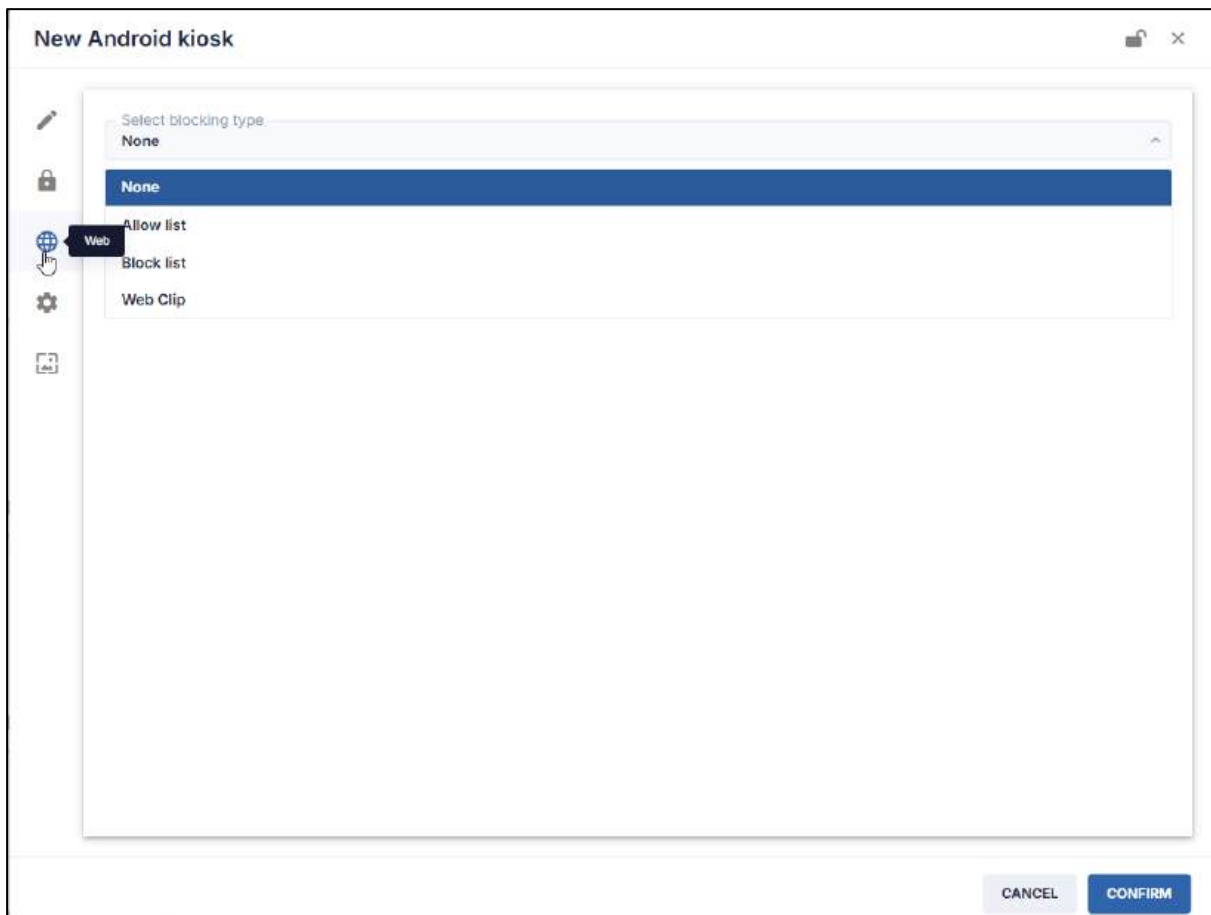 New Android kiosk
Select blocking type
None
None
Allow list
Web
Block list
Web Clip
CANCEL
CONFIRM